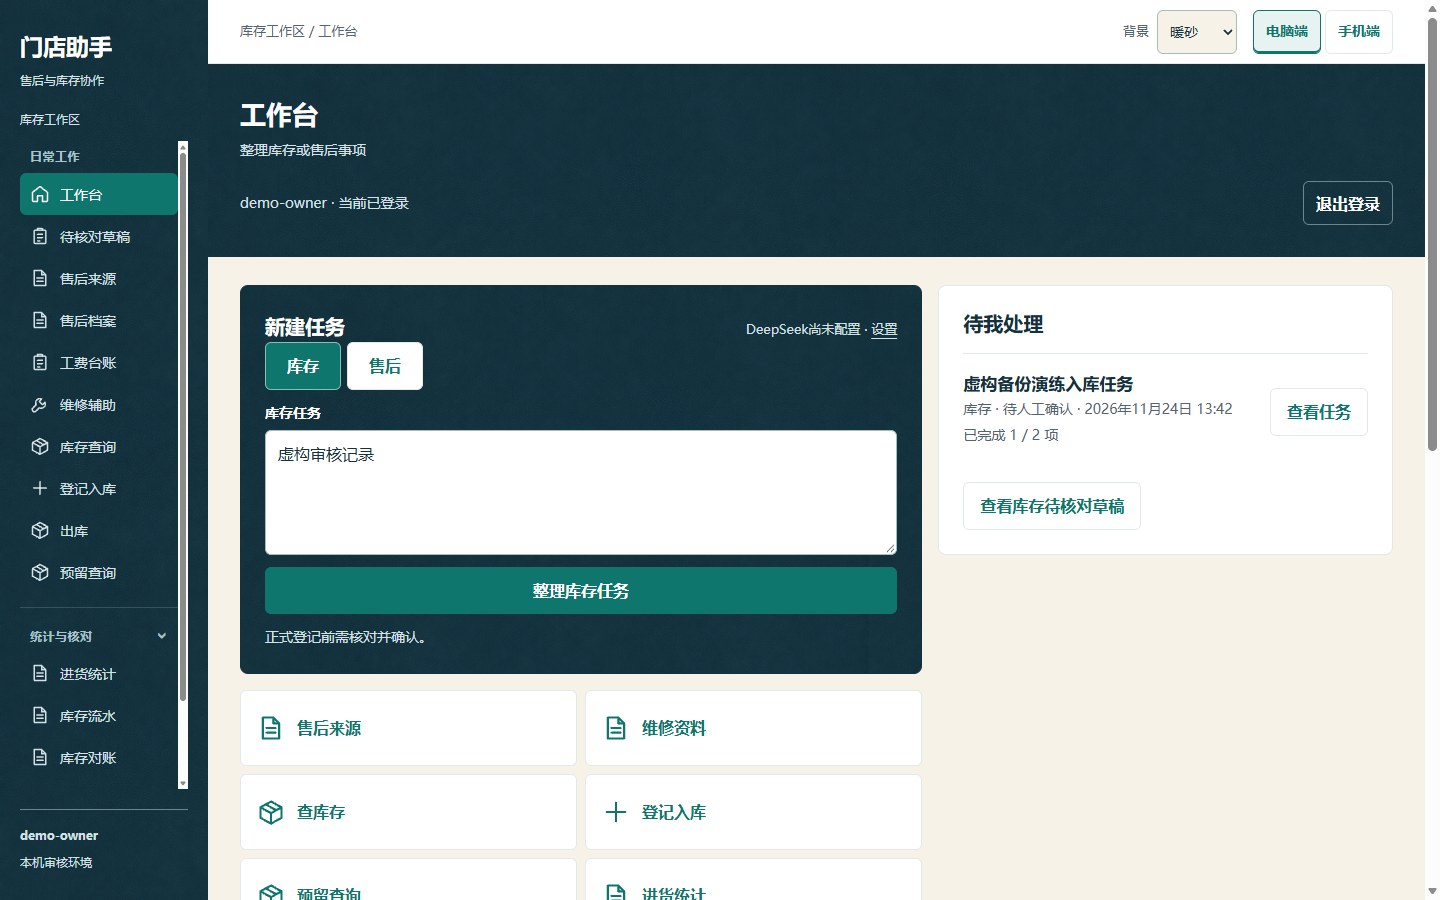 门店助手
售后与库存协作
库存工作区
日常工作
工作台
待核对草稿
售后来源
售后档案
工费台账
维修辅助
库存查询
登记入库
出库
预留查询
统计与核对
进货统计
库存流水
库存对账
demo-owner
本机审核环境
库存工作区 / 工作台
背景
暖砂
电脑端
手机端
工作台
整理库存或售后事项
demo-owner · 当前已登录
退出登录
新建任务
DeepSeek尚未配置 · 设置
库存
售后
库存任务
虚构审核记录
整理库存任务
正式登记前需核对并确认。
售后来源
维修资料
查库存
登记入库
预留查询
进货统计
待我处理
虚构备份演练入库任务
库存 · 待人工确认 · 2026年11月24日 13:42
已完成 1 / 2 项
查看任务
查看库存待核对草稿